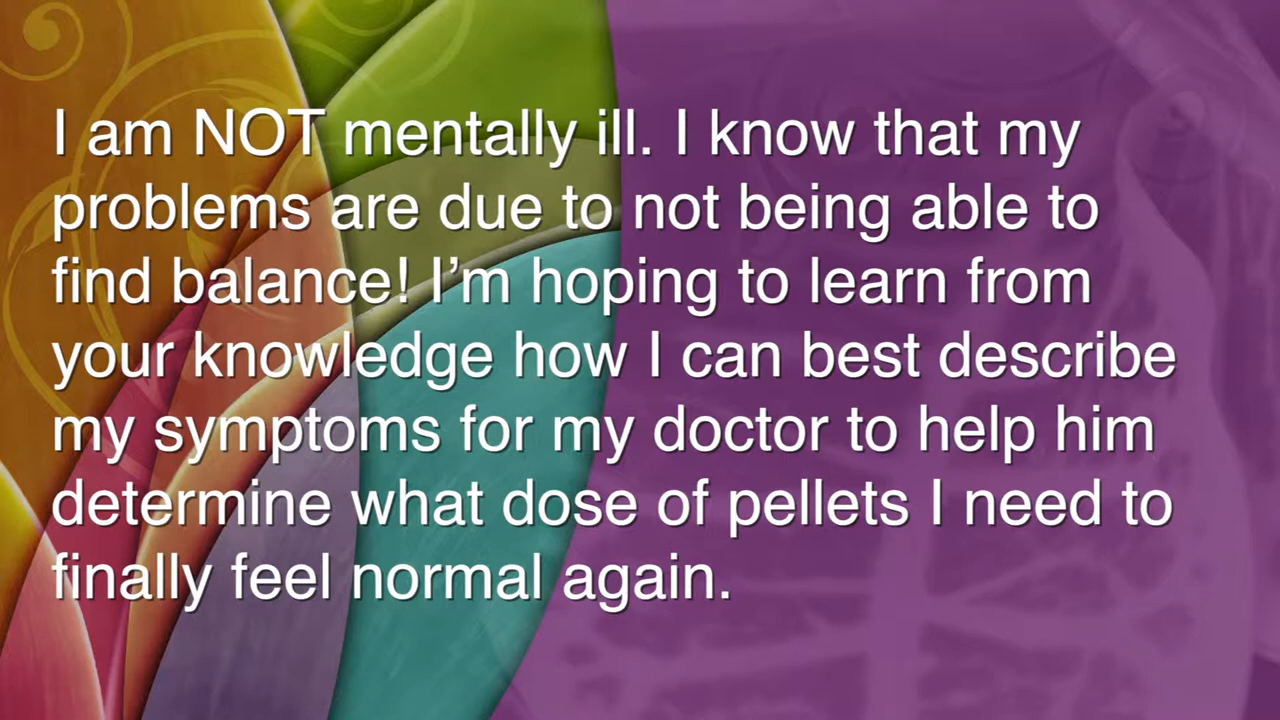 I am NOT mentally ill. I know that my
problems are due to not being able to
find balance! I’m hoping to learn from
your knowledge how I can best describe
my symptoms for my doctor to help him
determine what dose of pellets I need to
finally feel normal again.